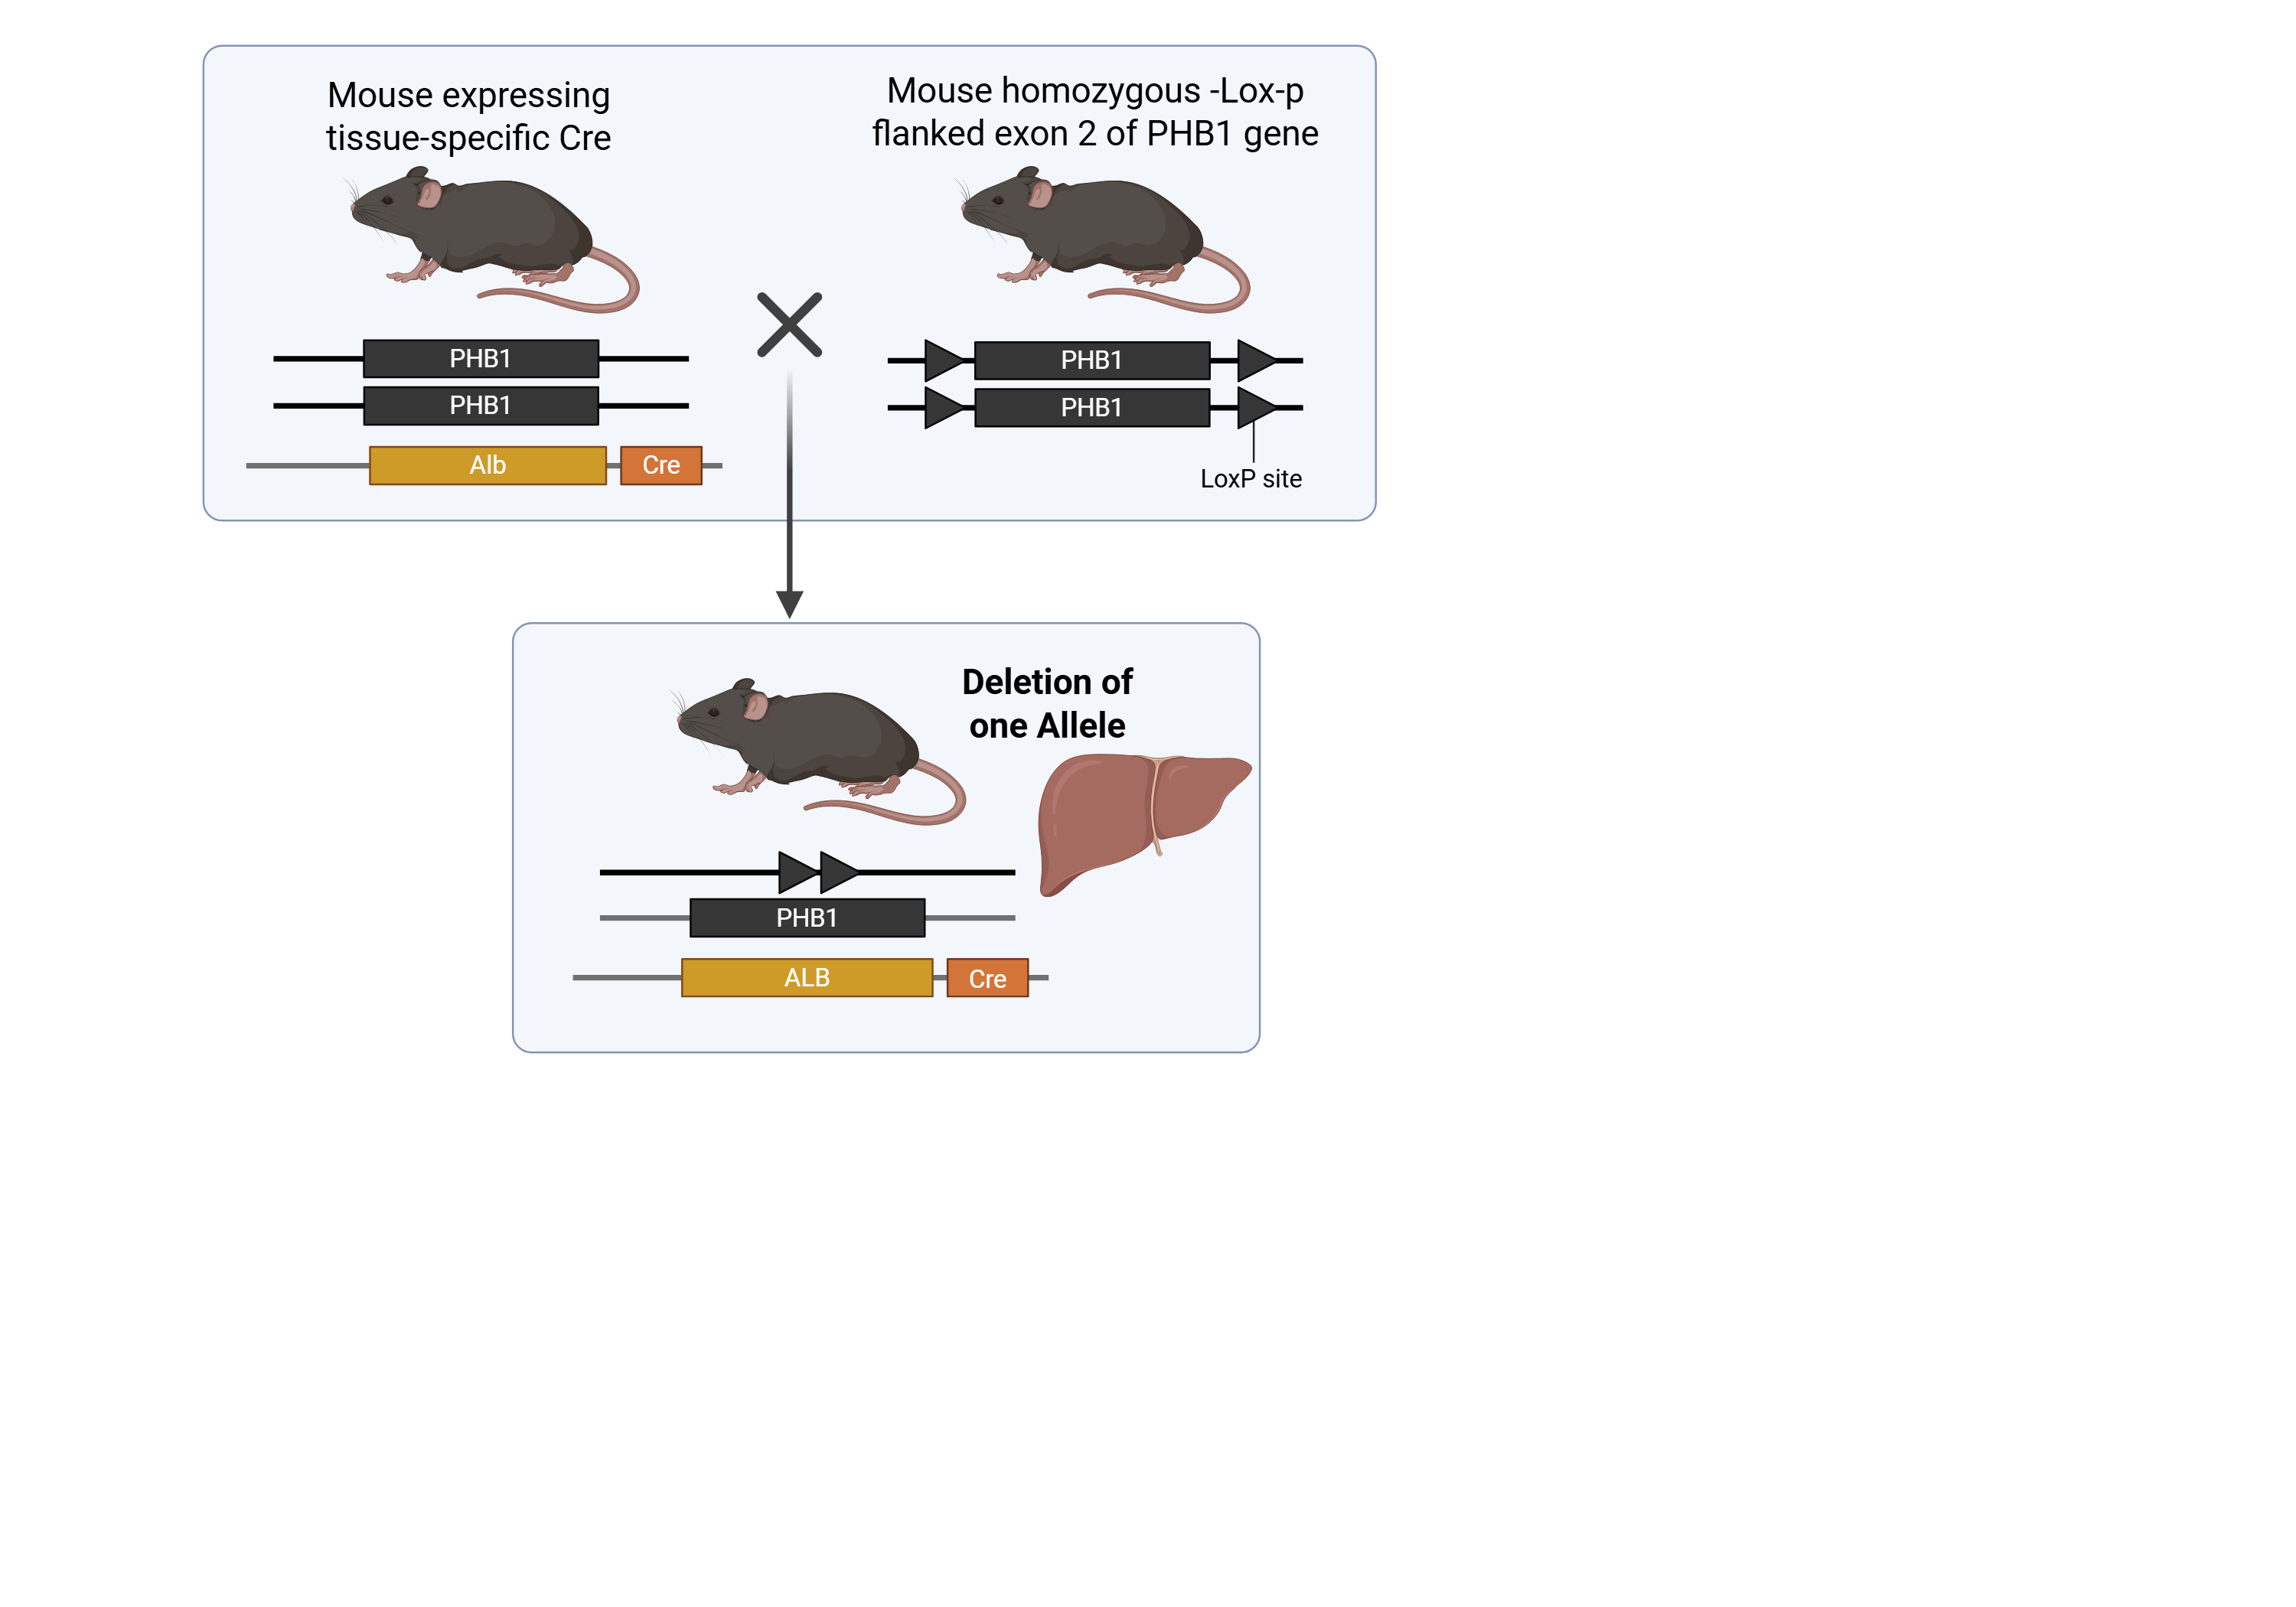 Mouse expressing
tissue-specific Cre
Mouse homozygous -Lox-p
flanked exon 2 of PHB1 gene
PHB1
PHB1
Alb
Cre
PHB1
PHB1
LoxP site
Deletion of
one Allele
PHB1
ALB
Cre